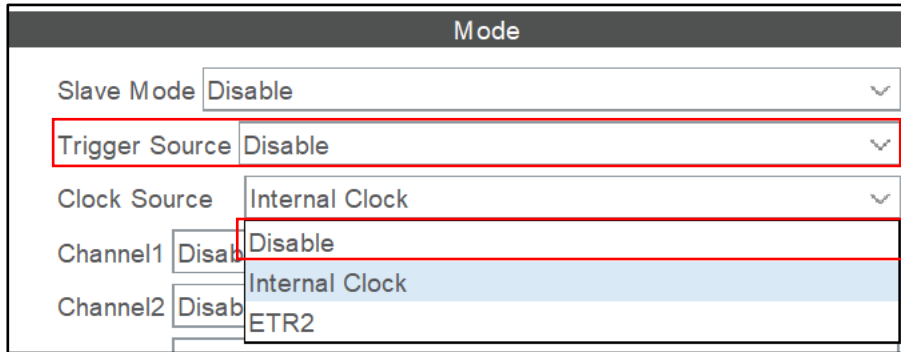 Mode
Slave Mode Disable
Trigger Source Disable
Clock Source Internal Clock
Disable
Channel1 Disab
Internal Clock
Channel2 Disab
ETR2